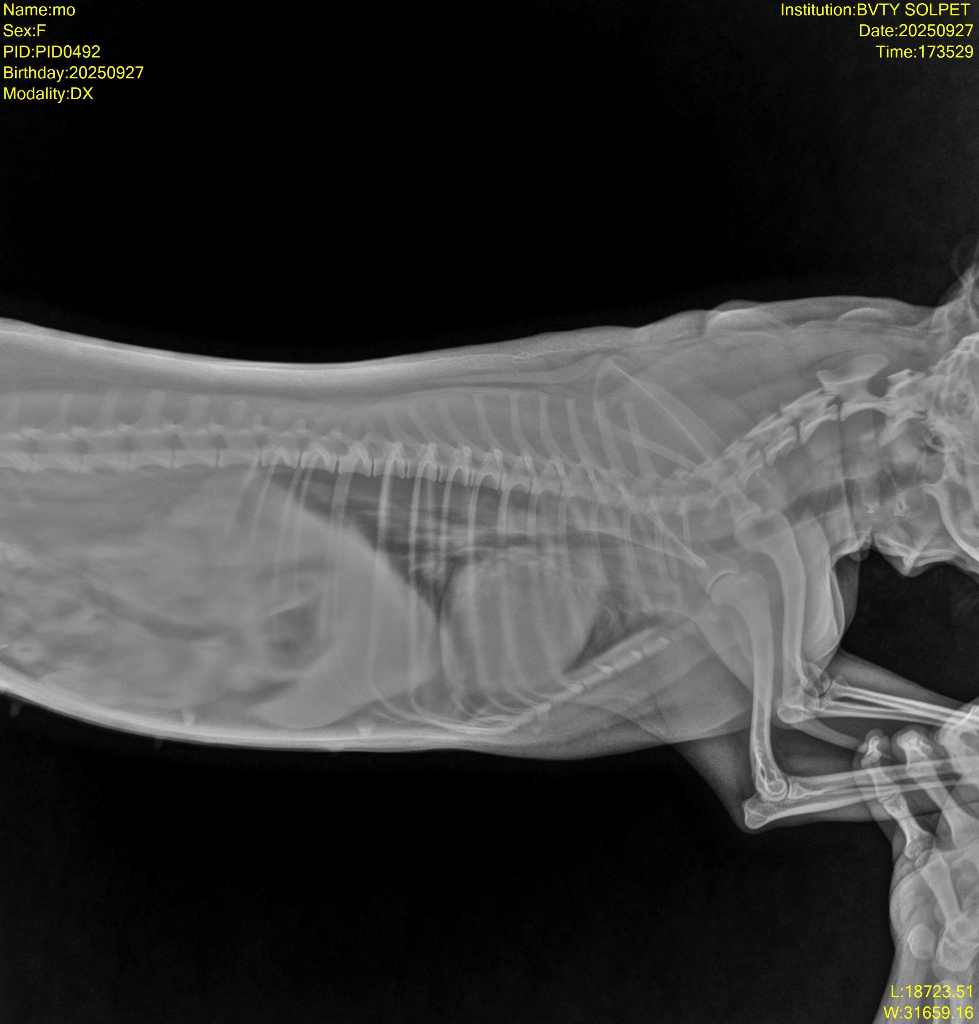 Name:mo
Sex:F
PID:PID0492
Birthday:20250927
Modality:DX
Institution:BVTY SOLPET
Date:20250927
Time:173529
L:18723.51
W:31659.16